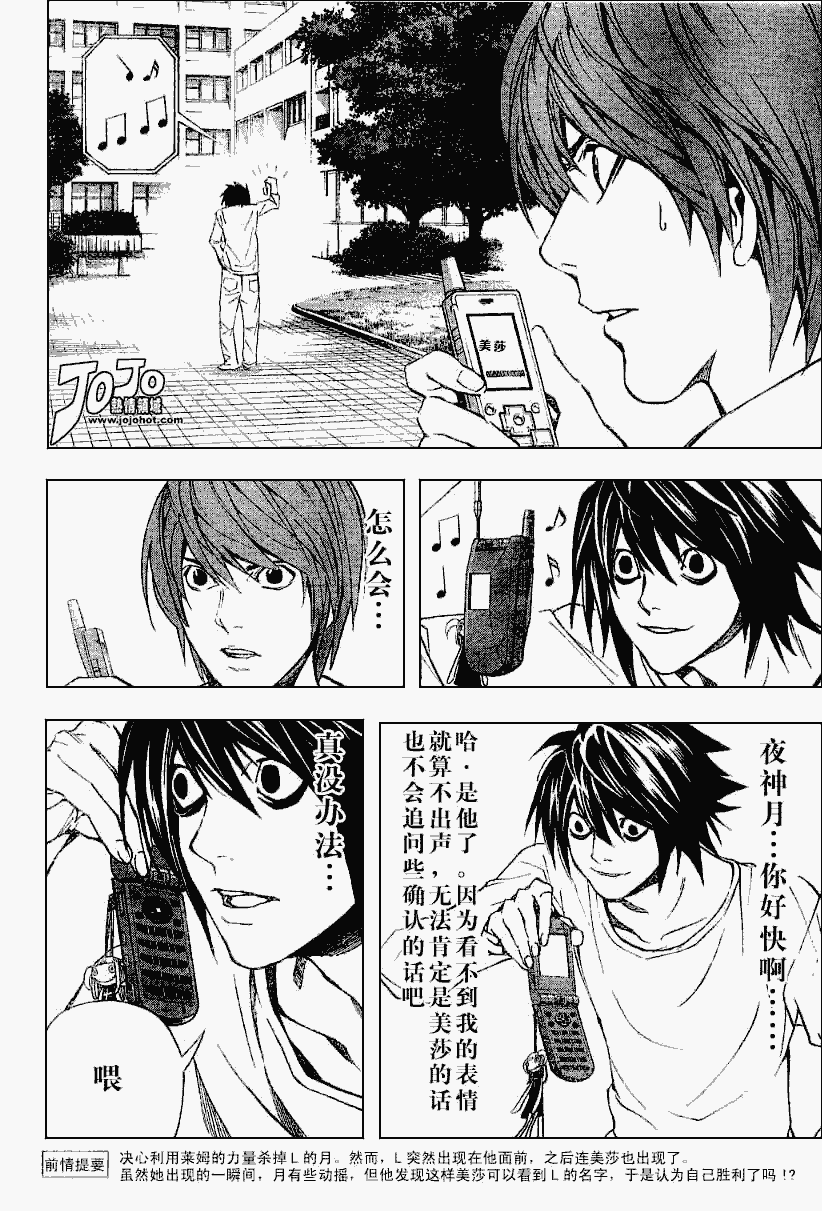 美莎
JOJO
熱情領域
www.jojohot.com
怎么会…
夜神月…你好快啊……
哈·是他了。因为看不到我的表情
就算不出声，无法肯定是美莎的话
也不会追问些确认的话吧
真没办法…
喂
前情提要
决心利用莱姆的力量杀掉L的月。然而，L突然出现在他面前，之后连美莎也出现了。
虽然她出现的一瞬间，月有些动摇，但他发现这样美莎可以看到L的名字，于是认为自己胜利了吗!?